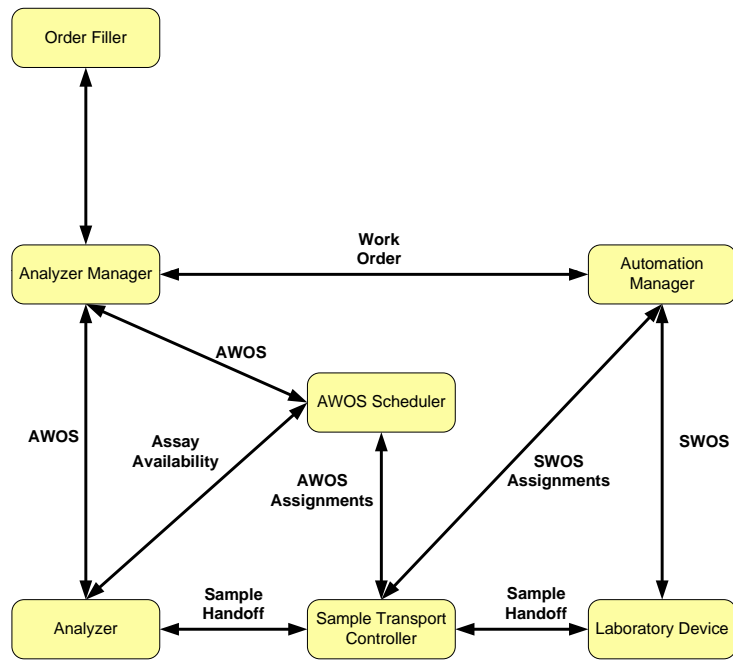 Order Filler
Work
Order
Analyzer Manager
Automation
Manager
AWOS
AWOS Scheduler
AWOS
Assay
Availability
AWOS
Assignments
SWOS
Assignments
SWOS
Sample
Handoff
Sample
Handoff
Analyzer
Sample Transport
Controller
Laboratory Device